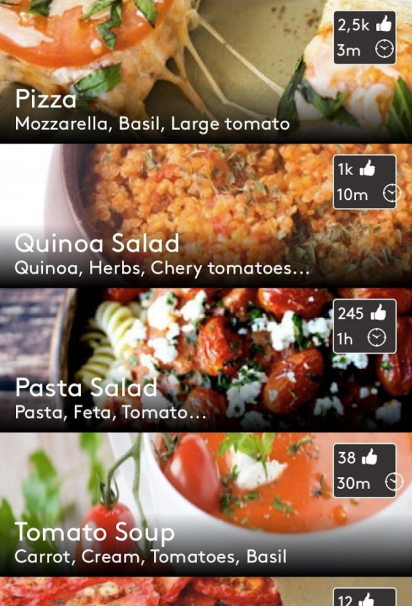 2,5k
3m
Pizza
Mozzarella, Basil, Large tomato
1k
10m
Quinoa Salad
Quinoa, Herbs, Chery tomatoes...
245
1h
Pasta Salad
Pasta, Feta, Tomato...
38
30m
Tomato Soup
Carrot, Cream, Tomatoes, Basil
12